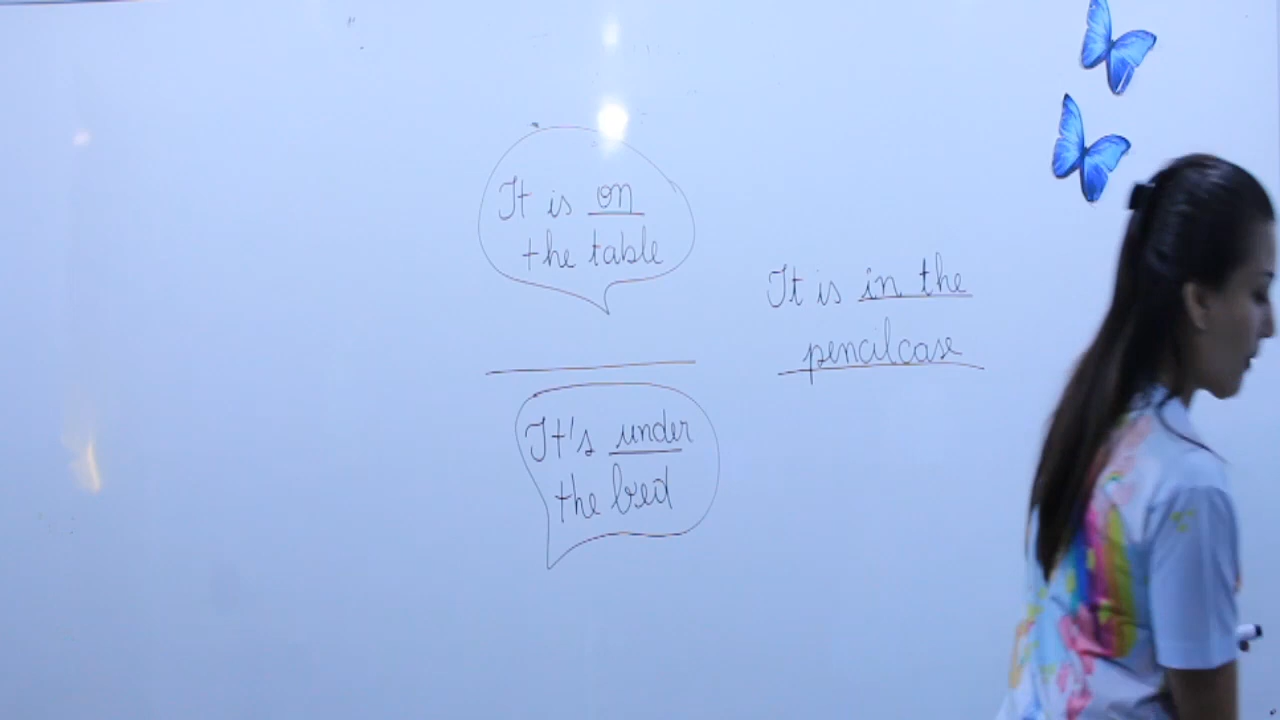 It is on
the table
It is in the
pencilcase
It's under
the bed